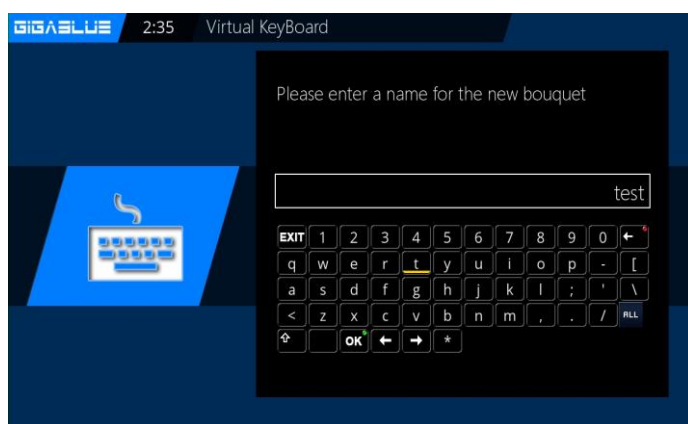 GIGABLUE 2:35 Virtual KeyBoard
Please enter a name for the new bouquet
test
EXIT 1 2 3 4 5 6 7 8 9 0 ←
q w e r t y u i o p - [
a s d f g h j k l ; ' \
< z x c v b n m , . / ALL
⇧ OK ← → *